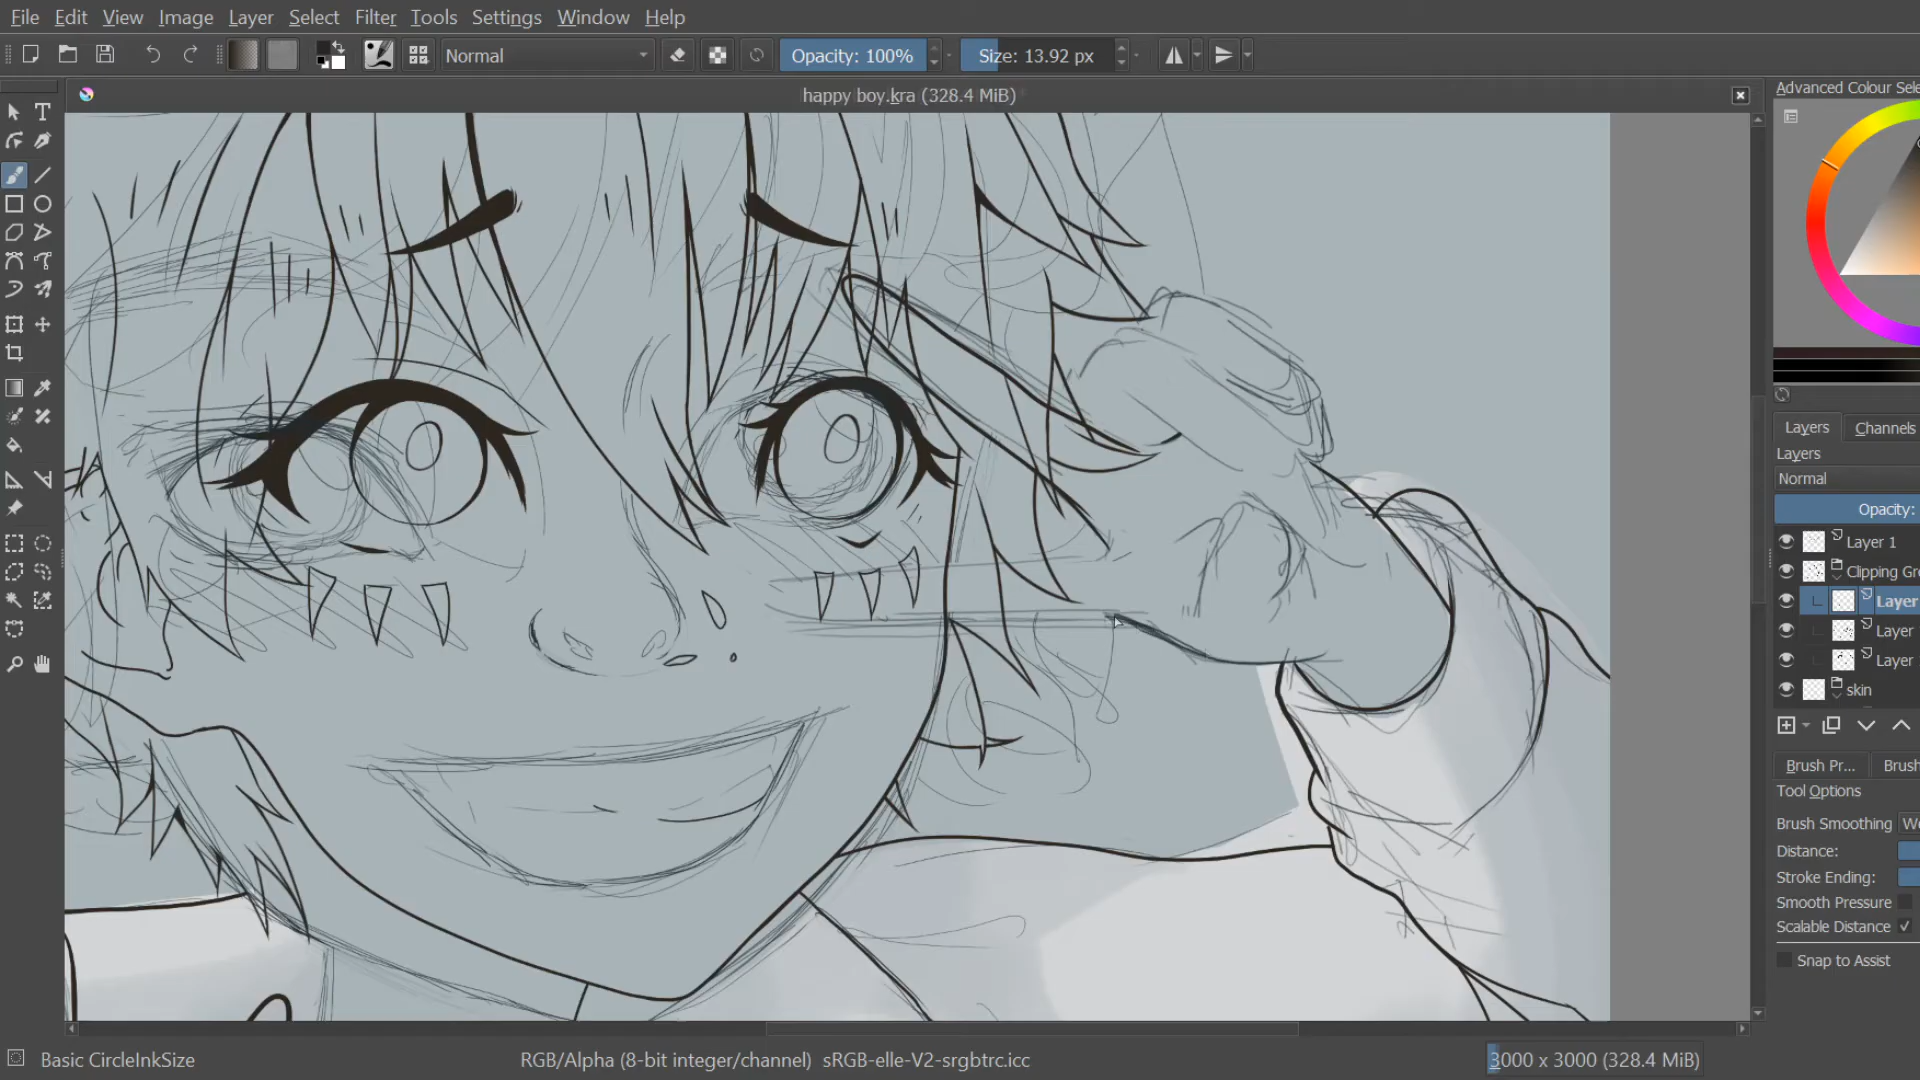 File Edit View Image Layer Select Filter Tools Settings Window Help
Normal
Opacity: 100%
Size: 13.92 px
happy boy.kra (328.4 MiB)
Advanced Colour Sele
Layers Channels
Layers
Normal
Opacity:
Layer 1
Clipping Gr
Layer
Layer
Layer
skin
Brush Pr... Brush
Tool Options
Brush Smoothing We
Distance:
Stroke Ending:
Smooth Pressure
Scalable Distance
Snap to Assist
Basic CircleInkSize
RGB/Alpha (8-bit integer/channel) sRGB-elle-V2-srgbtrc.icc
3000 x 3000 (328.4 MiB)